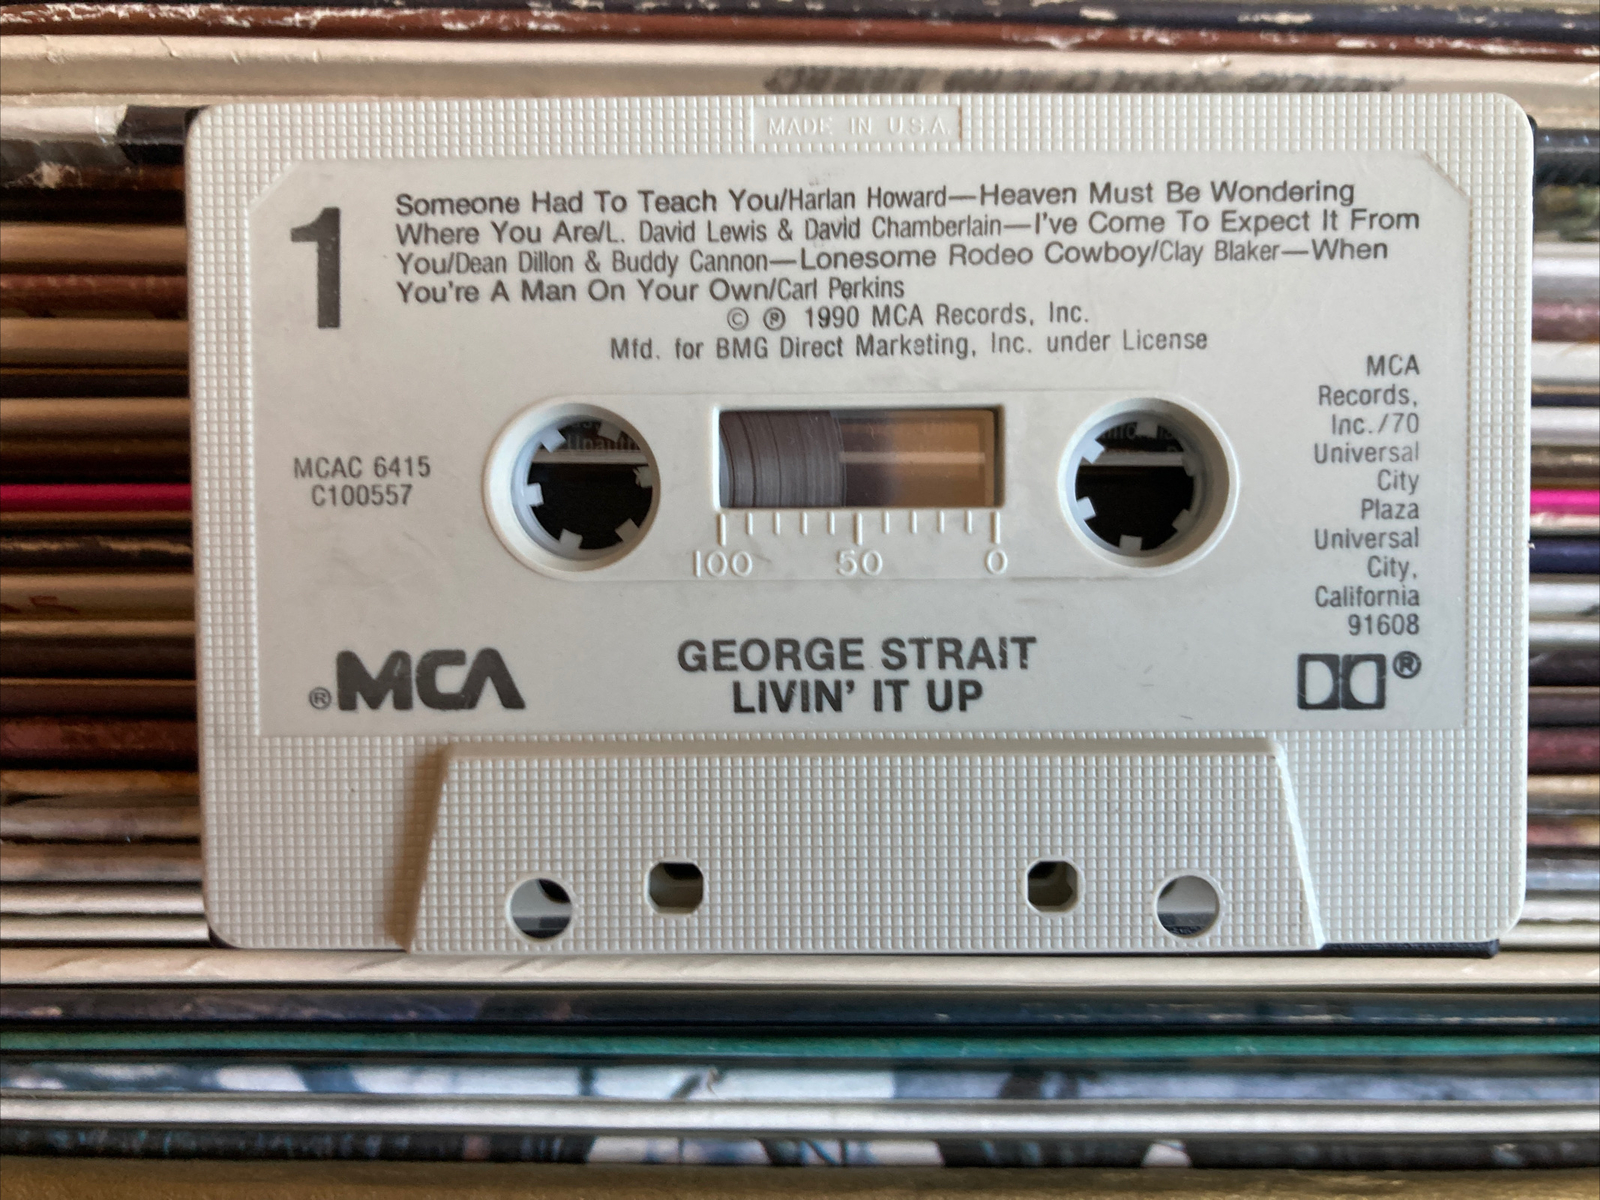 MADE IN U.S.A.
1
Someone Had To Teach You/Harlan Howard—Heaven Must Be Wondering
Where You Are/L. David Lewis & David Chamberlain—I've Come To Expect It From
You/Dean Dillon & Buddy Cannon—Lonesome Rodeo Cowboy/Clay Blaker—When
You're A Man On Your Own/Carl Perkins
© ℗ 1990 MCA Records, Inc.
Mfd. for BMG Direct Marketing, Inc. under License
MCAC 6415
C100557
100 50 0
MCA
Records,
Inc./70
Universal
City
Plaza
Universal
City,
California
91608
®MCA
GEORGE STRAIT
LIVIN' IT UP
®